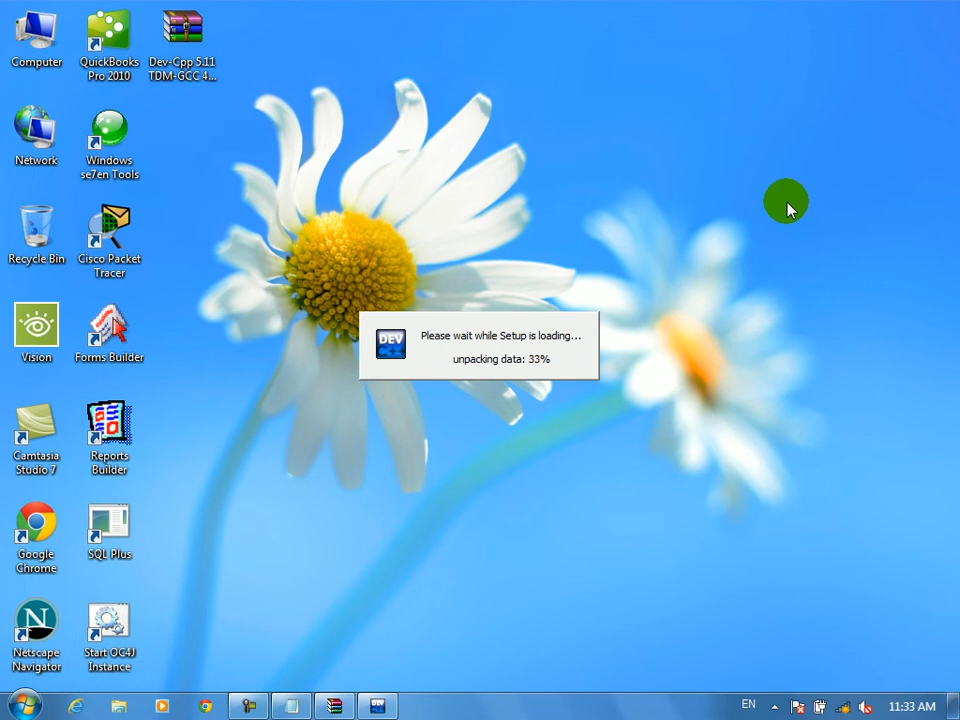 Computer
QuickBooks
Pro 2010
Dev-Cpp 5.11
TDM-GCC 4...
Network
Windows
se7en Tools
Recycle Bin
Cisco Packet
Tracer
Vision
Forms Builder
DEV
Please wait while Setup is loading...
unpacking data: 33%
Camtasia
Studio 7
Reports
Builder
Google
Chrome
SQL Plus
N
Netscape
Navigator
Start OC4J
Instance
DEV
EN
11:33 AM